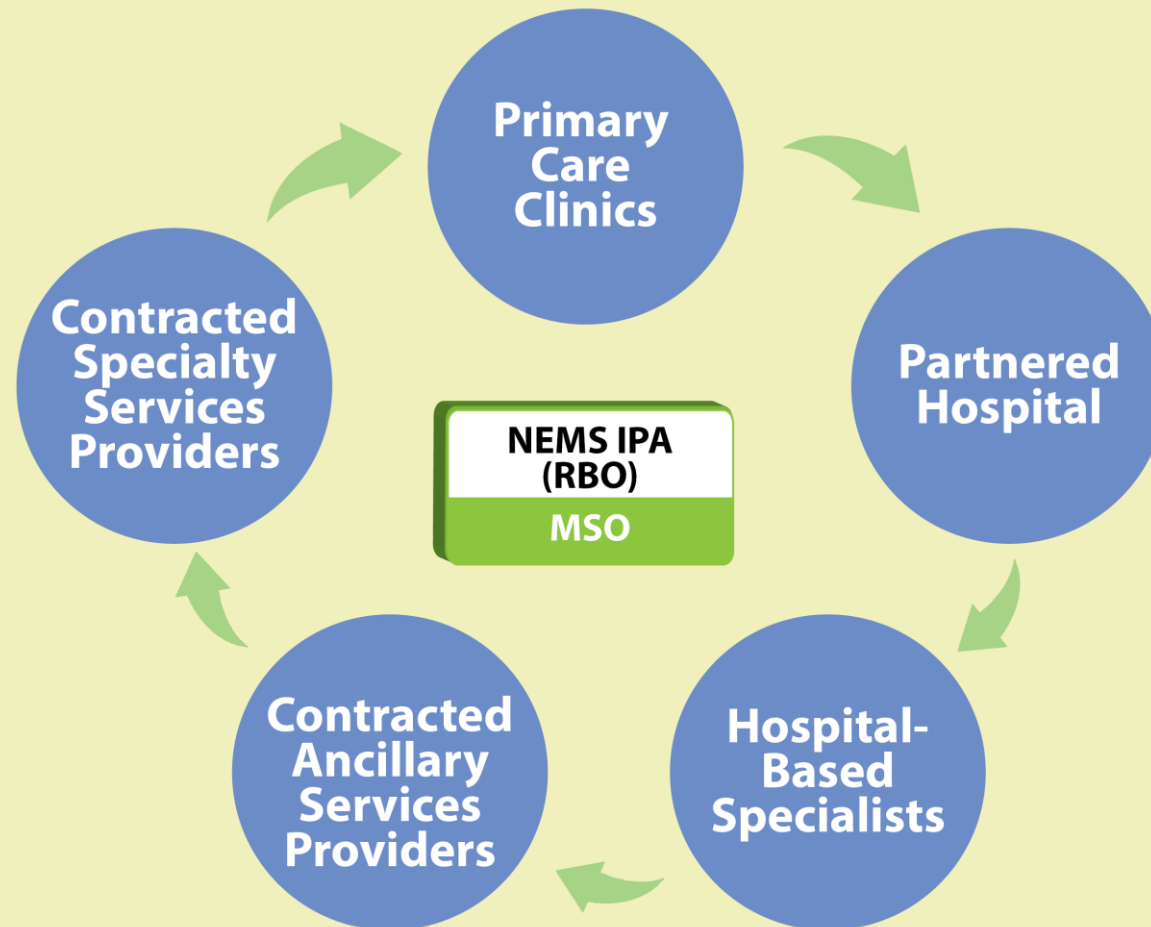 Primary
Care
Clinics
Partnered
Hospital
Hospital-
Based
Specialists
Contracted
Ancillary
Services
Providers
Contracted
Specialty
Services
Providers
NEMS IPA
(RBO)
MSO